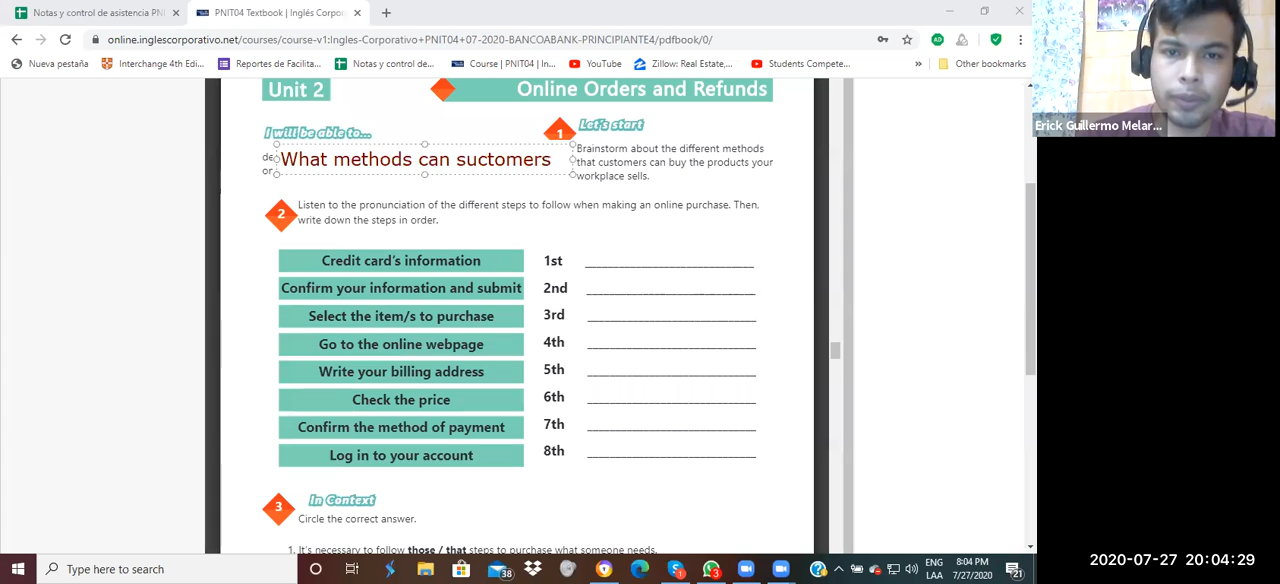 Notas y control de asistencia PNI
PNIT04 Textbook | Inglés Corpor
online.inglescorporativo.net/courses/course-v1:Ingles-Corporativo+PNIT04+07-2020-BANCOABANK-PRINCIPIANTE4/pdfbook/0/
Nueva pestaña
Interchange 4th Edi...
Reportes de Facilita...
Notas y control de...
Course | PNIT04 | In...
YouTube
Zillow: Real Estate,...
Students Compete...
»
Other bookmarks
Erick Guillermo Melar...
Unit 2
Online Orders and Refunds
I will be able to...
de
or
What methods can suctomers
1
Let's start
Brainstorm about the different methods
that customers can buy the products your
workplace sells.
2
Listen to the pronunciation of the different steps to follow when making an online purchase. Then,
write down the steps in order.
Credit card's information 1st
Confirm your information and submit 2nd
Select the item/s to purchase 3rd
Go to the online webpage 4th
Write your billing address 5th
Check the price 6th
Confirm the method of payment 7th
Log in to your account 8th
3
In Context
Circle the correct answer.
1. It's necessary to follow those / that steps to purchase what someone needs.
Type here to search
38
1
3
ENG
LAA
8:04 PM
7/27/2020
21
2020-07-27 20:04:29